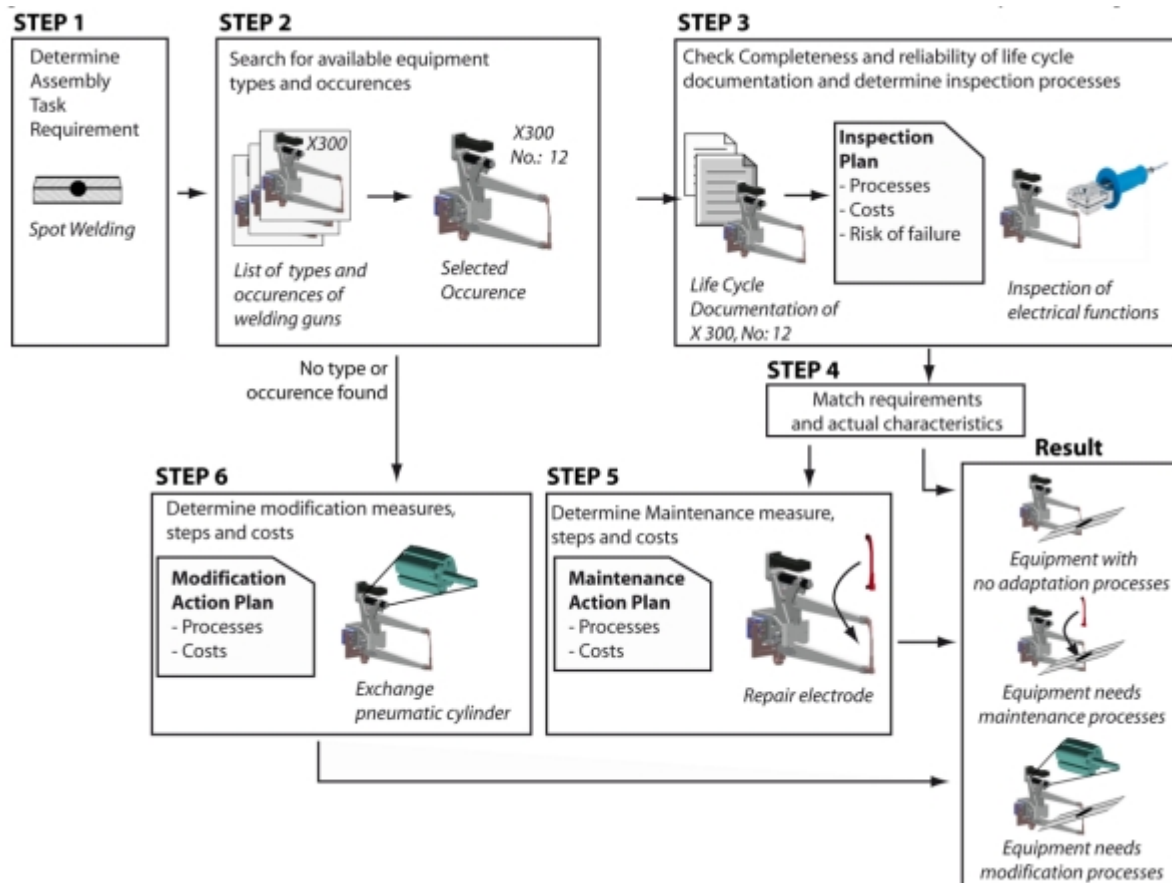 STEP 1
Determine
Assembly
Task
Requirement
Spot Welding
STEP 2
Search for available equipment
types and occurences
X300
List of types and
occurences of
welding guns
X300
No.: 12
Selected
Occurence
STEP 3
Check Completeness and reliability of life cycle
documentation and determine inspection processes
Life Cycle
Documentation of
X 300, No: 12
Inspection
Plan
- Processes
- Costs
- Risk of failure
Inspection of
electrical functions
No type or
occurence found
STEP 4
Match requirements
and actual characteristics
STEP 6
Determine modification measures,
steps and costs
Modification
Action Plan
- Processes
- Costs
Exchange
pneumatic cylinder
STEP 5
Determine Maintenance measure,
steps and costs
Maintenance
Action Plan
- Processes
- Costs
Repair electrode
Result
Equipment with
no adaptation processes
Equipment needs
maintenance processes
Equipment needs
modification processes